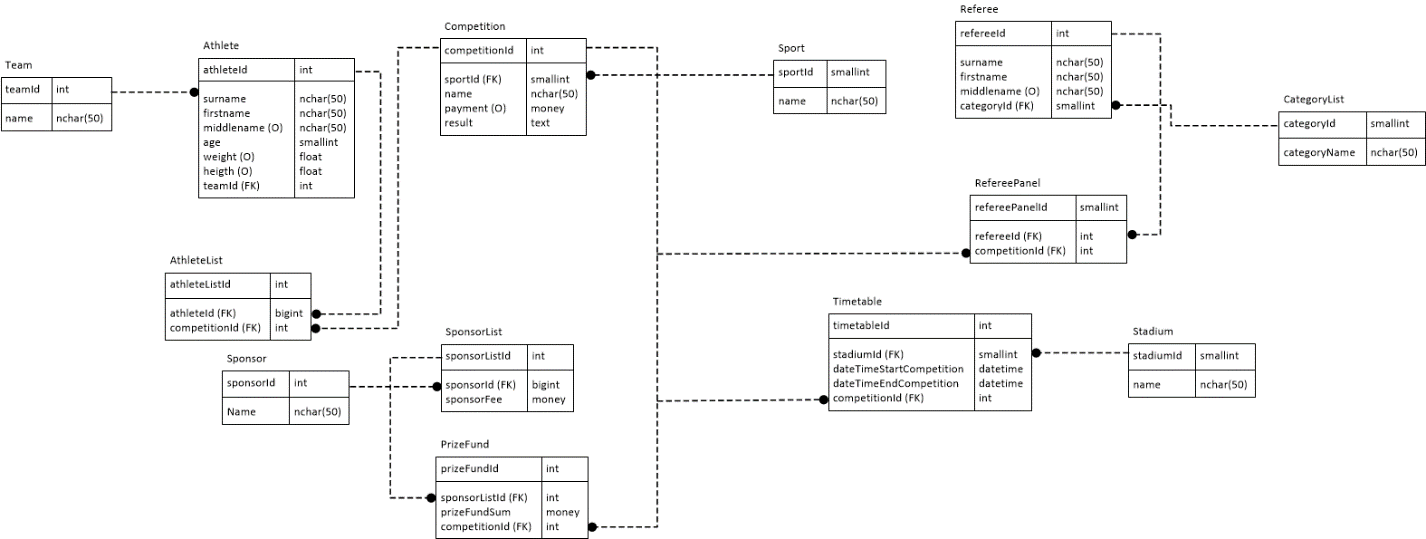 Team
teamId int
name nchar(50)
Athlete
athleteId int
surname nchar(50)
firstname nchar(50)
middlename (O) nchar(50)
age smallint
weight (O) float
heigth (O) float
teamId (FK) int
Competition
competitionId int
sportId (FK) smallint
name nchar(50)
payment (O) money
result text
Sport
sportId smallint
name nchar(50)
Referee
refereeId int
surname nchar(50)
firstname nchar(50)
middlename (O) nchar(50)
categoryId (FK) smallint
CategoryList
categoryId smallint
categoryName nchar(50)
RefereePanel
refereePanelId smallint
refereeId (FK) int
competitionId (FK) int
AthleteList
athleteListId int
athleteId (FK) bigint
competitionId (FK) int
Sponsor
sponsorId int
Name nchar(50)
SponsorList
sponsorListId int
sponsorId (FK) bigint
sponsorFee money
Timetable
timetableId int
stadiumId (FK) smallint
dateTimeStartCompetition datetime
dateTimeEndCompetition datetime
competitionId (FK) int
Stadium
stadiumId smallint
name nchar(50)
PrizeFund
prizeFundId int
sponsorListId (FK) int
prizeFundSum money
competitionId (FK) int